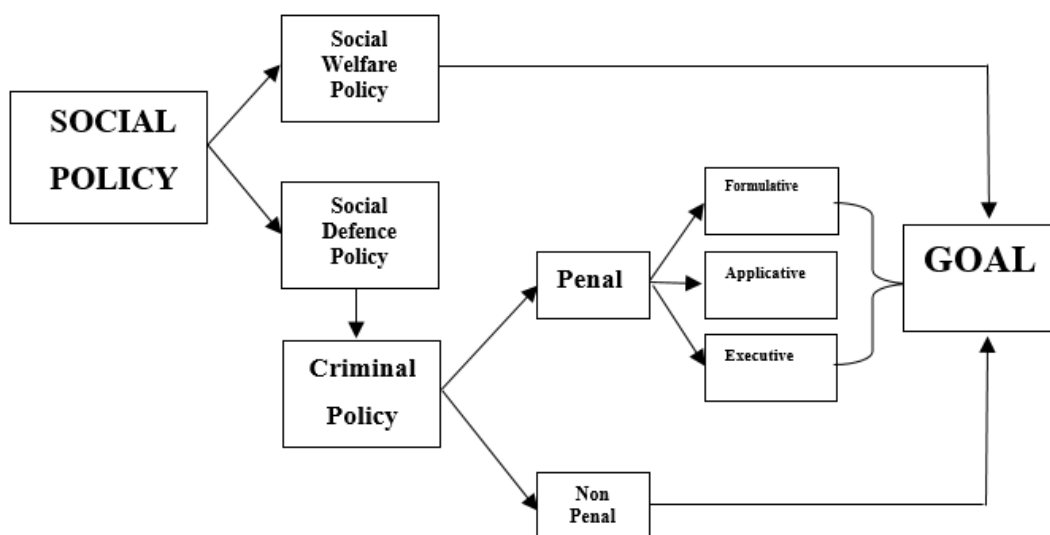 Social
Welfare
Policy
SOCIAL
POLICY
Social
Defence
Policy
Formulative
GOAL
Penal
Applicative
Executive
Criminal
Policy
Non
Penal